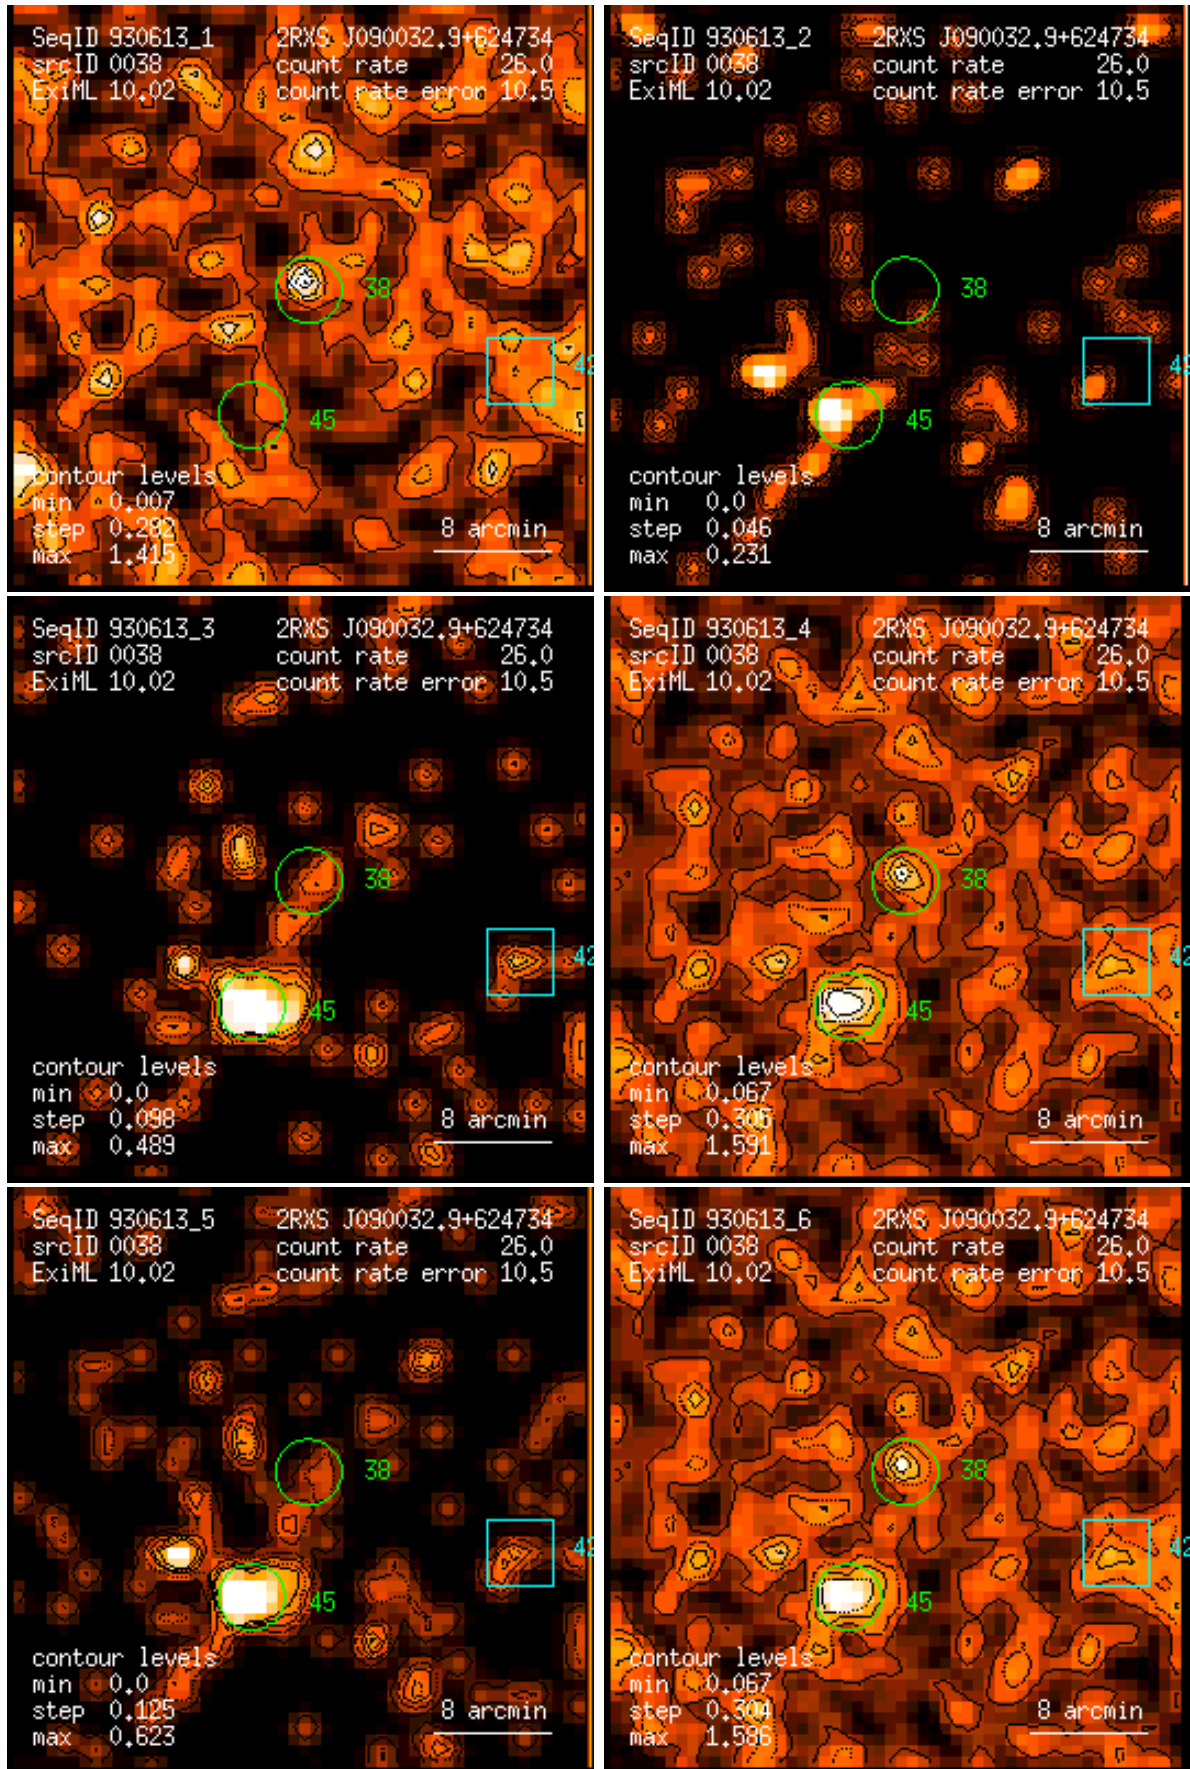 SeqID 930613_1 2RXS J090032.9+624734
srcID 0038 count rate 26.0
ExiML 10.02 count rate error 10.5
38
42
45
contour levels
min 0.007
step 0.282 8 arcmin
max 1.415
SeqID 930613_2 2RXS J090032.9+624734
srcID 0038 count rate 26.0
ExiML 10.02 count rate error 10.5
38
42
45
contour levels
min 0.0
step 0.046 8 arcmin
max 0.231
SeqID 930613_3 2RXS J090032.9+624734
srcID 0038 count rate 26.0
ExiML 10.02 count rate error 10.5
38
42
45
contour levels
min 0.0
step 0.098 8 arcmin
max 0.489
SeqID 930613_4 2RXS J090032.9+624734
srcID 0038 count rate 26.0
ExiML 10.02 count rate error 10.5
38
42
45
contour levels
min 0.067
step 0.305 8 arcmin
max 1.591
SeqID 930613_5 2RXS J090032.9+624734
srcID 0038 count rate 26.0
ExiML 10.02 count rate error 10.5
38
42
45
contour levels
min 0.0
step 0.125 8 arcmin
max 0.623
SeqID 930613_6 2RXS J090032.9+624734
srcID 0038 count rate 26.0
ExiML 10.02 count rate error 10.5
38
42
45
contour levels
min 0.067
step 0.304 8 arcmin
max 1.586